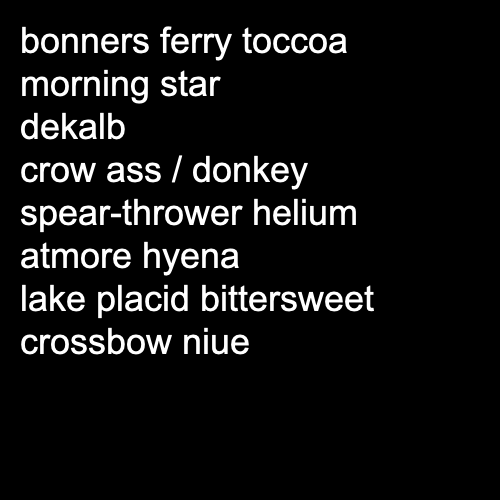 bonners ferry toccoa
morning star
dekalb
crow ass / donkey
spear-thrower helium
atmore hyena
lake placid bittersweet
crossbow niue